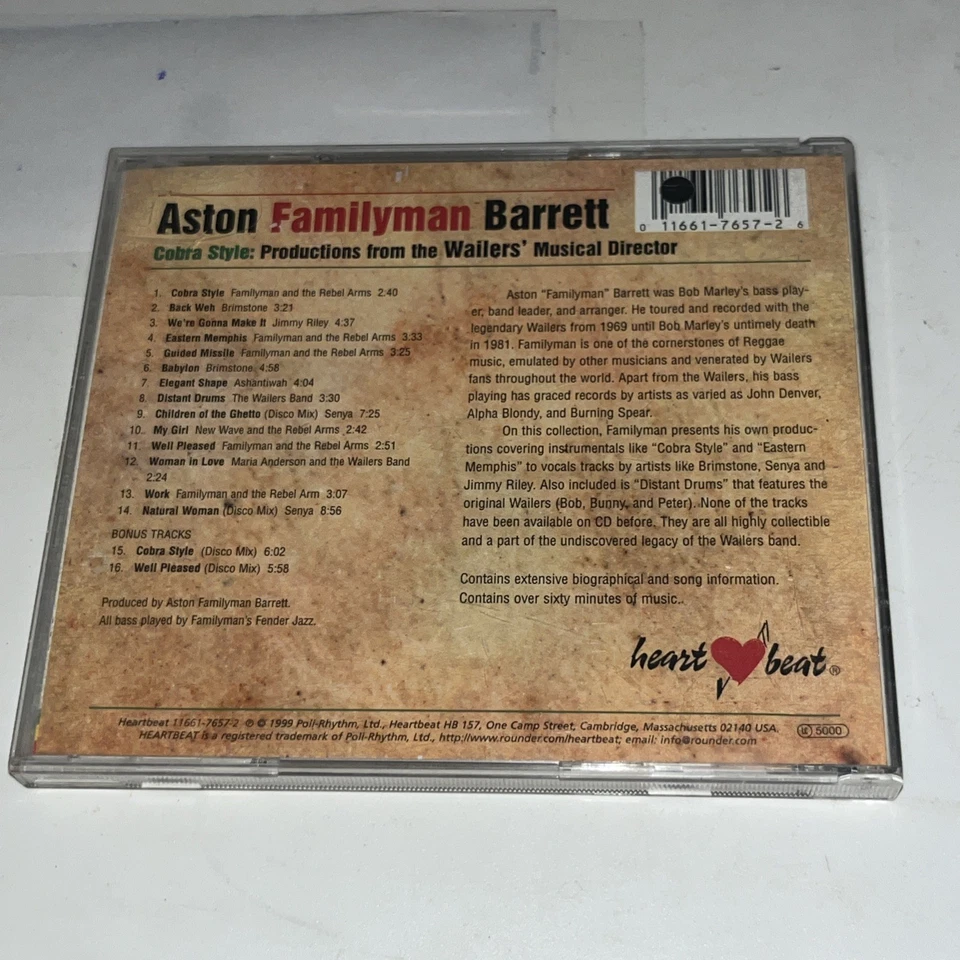 Aston Familyman Barrett
Cobra Style: Productions from the Wailers' Musical Director
0 11661-7657-2 6
1. Cobra Style Familyman and the Rebel Arms 2:40
2. Back Weh Brimstone 3:21
3. We're Gonna Make It Jimmy Riley 4:37
4. Eastern Memphis Familyman and the Rebel Arms 3:33
5. Guided Missile Familyman and the Rebel Arms 3:25
6. Babylon Brimstone 4:58
7. Elegant Shape Ashantiwah 4:04
8. Distant Drums The Wailers Band 3:30
9. Children of the Ghetto (Disco Mix) Senya 7:25
10. My Girl New Wave and the Rebel Arms 2:42
11. Well Pleased Familyman and the Rebel Arms 2:51
12. Woman in Love Maria Anderson and the Wailers Band
2:24
13. Work Familyman and the Rebel Arm 3:07
14. Natural Woman (Disco Mix) Senya 8:56
BONUS TRACKS
15. Cobra Style (Disco Mix) 6:02
16. Well Pleased (Disco Mix) 5:58
Produced by Aston Familyman Barrett.
All bass played by Familyman's Fender Jazz.
Aston "Familyman" Barrett was Bob Marley's bass play-
er, band leader, and arranger. He toured and recorded with the
legendary Wailers from 1969 until Bob Marley's untimely death
in 1981. Familyman is one of the cornerstones of Reggae
music, emulated by other musicians and venerated by Wailers
fans throughout the world. Apart from the Wailers, his bass
playing has graced records by artists as varied as John Denver,
Alpha Blondy, and Burning Spear.
On this collection, Familyman presents his own produc-
tions covering instrumentals like "Cobra Style" and "Eastern
Memphis" to vocals tracks by artists like Brimstone, Senya and
Jimmy Riley. Also included is "Distant Drums" that features the
original Wailers (Bob, Bunny, and Peter). None of the tracks
have been available on CD before. They are all highly collectible
and a part of the undiscovered legacy of the Wailers band.
Contains extensive biographical and song information.
Contains over sixty minutes of music.
heart beat®
Heartbeat 11661-7657-2 ℗ © 1999 Poll-Rhythm, Ltd., Heartbeat HB 157, One Camp Street, Cambridge, Massachusetts 02140 USA.
HEARTBEAT is a registered trademark of Poll-Rhythm, Ltd., http://www.rounder.com/heartbeat; email: info@rounder.com
LC 5000